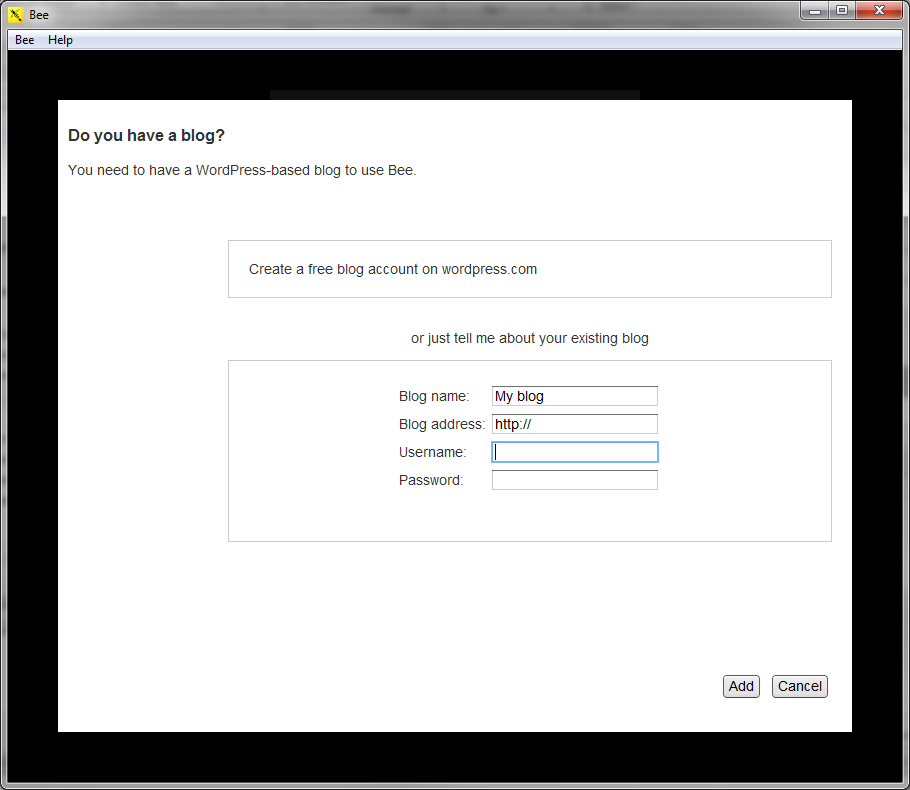 Bee
Bee Help
Do you have a blog?
You need to have a WordPress-based blog to use Bee.
Create a free blog account on wordpress.com
or just tell me about your existing blog
Blog name: My blog
Blog address: http://
Username:
Password:
Add Cancel